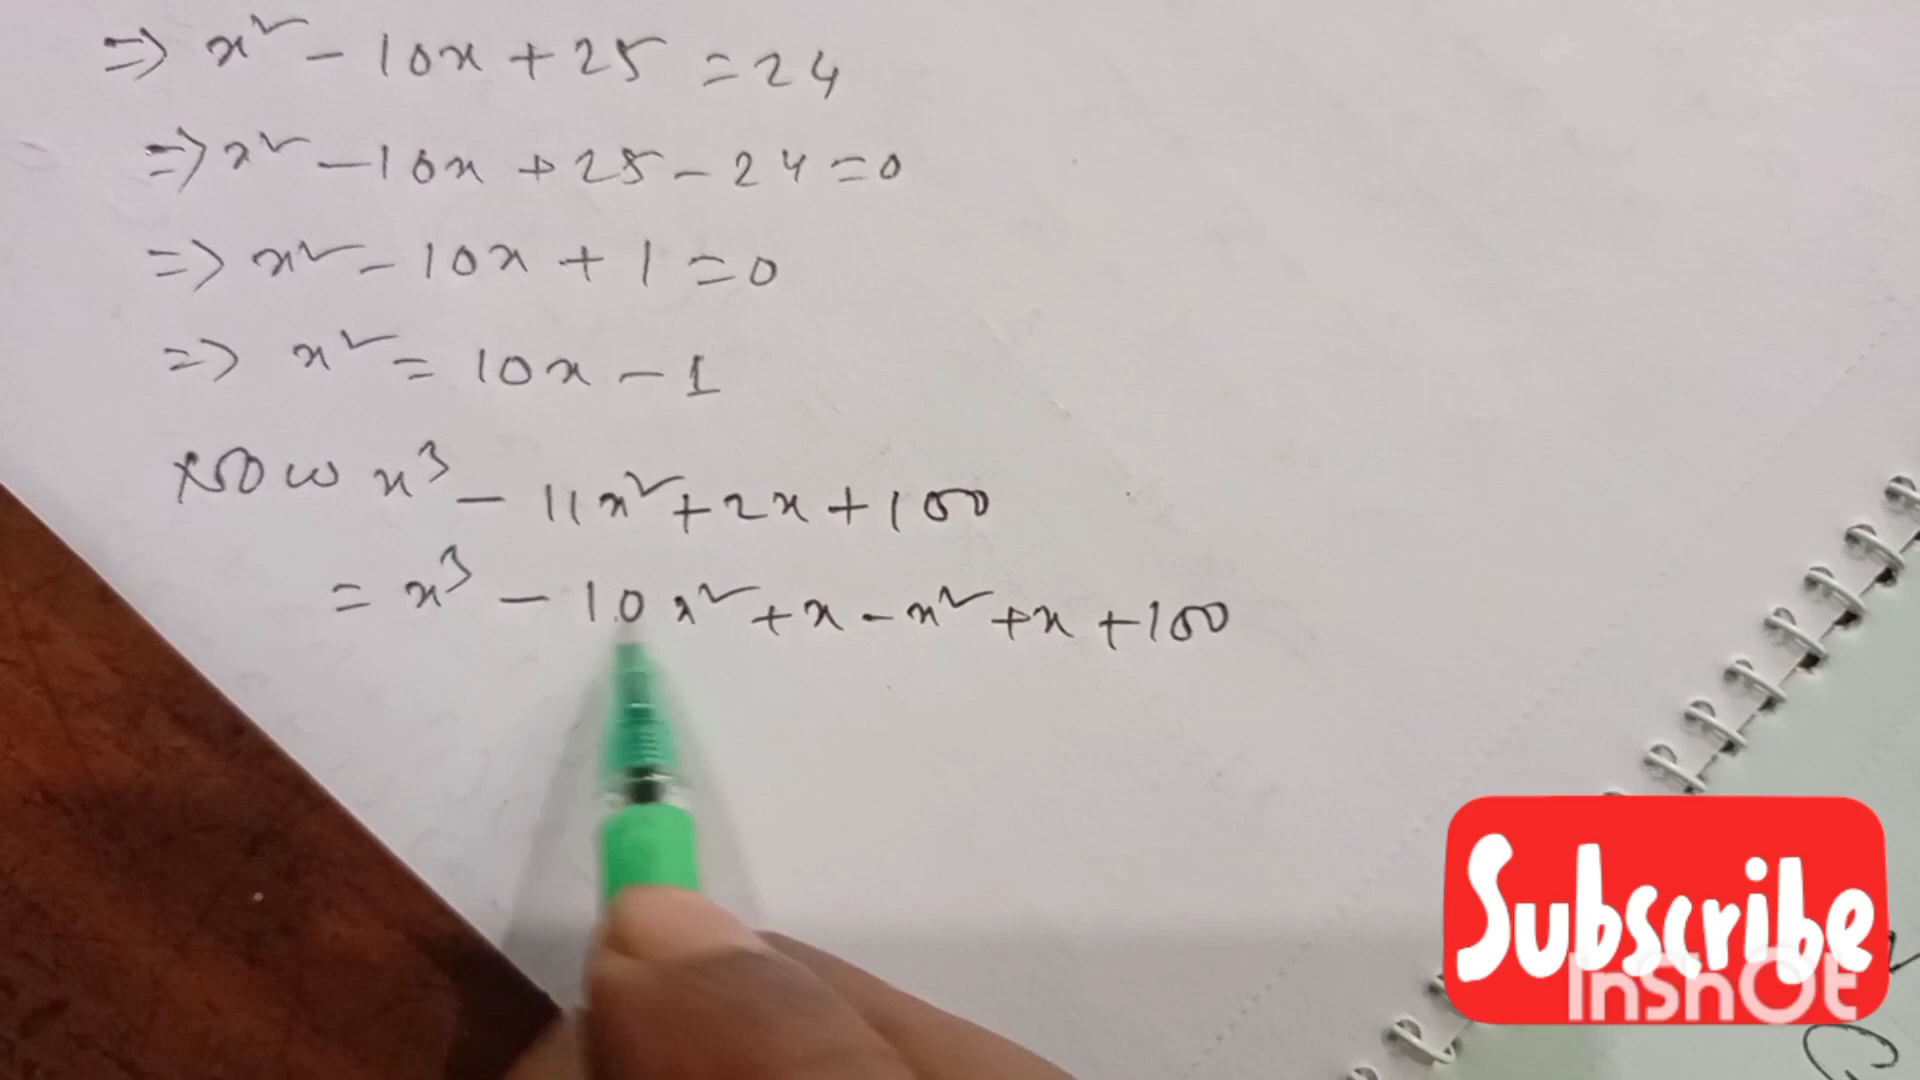 ⇒ x² - 10x + 25 = 24
⇒ x² - 10x + 25 - 24 = 0
⇒ x² - 10x + 1 = 0
⇒ x² = 10x - 1
Now x³ - 11x² + 2x + 100
= x³ - 10x² + x - x² + x + 100
Subscribe
InShOt